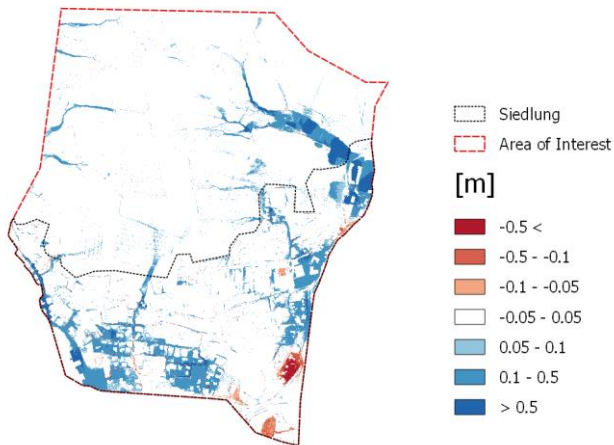 Siedlung
Area of Interest
[m]
-0.5 <
-0.5 - -0.1
-0.1 - -0.05
-0.05 - 0.05
0.05 - 0.1
0.1 - 0.5
> 0.5